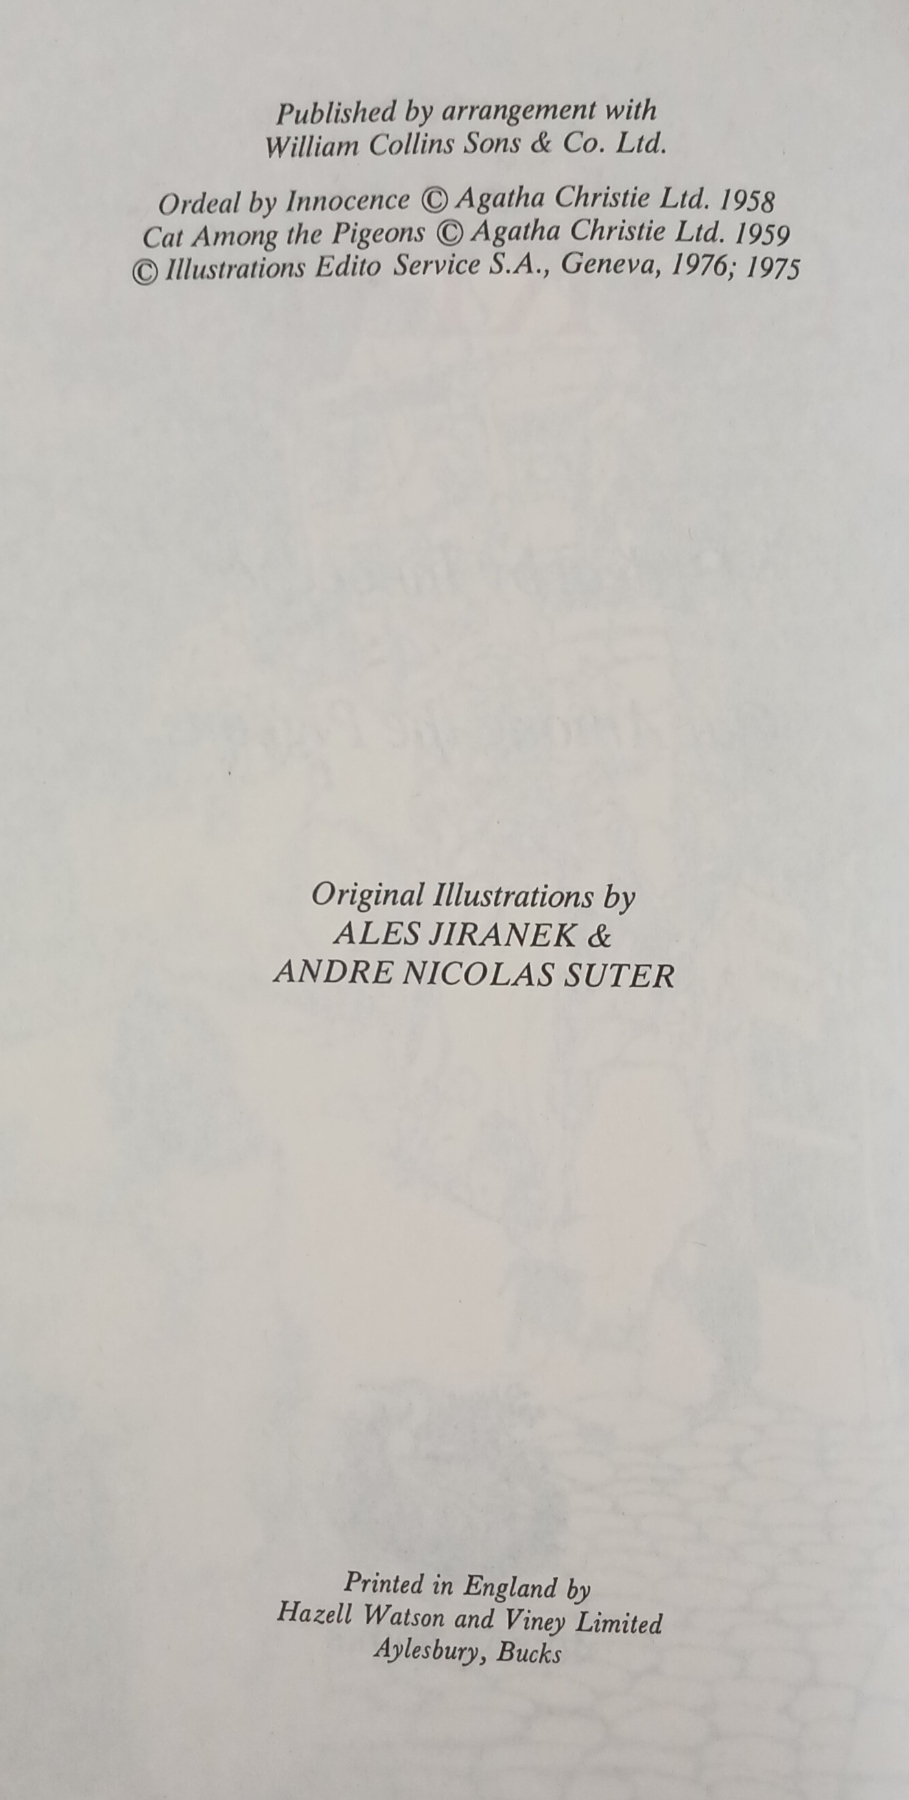 Published by arrangement with
William Collins Sons & Co. Ltd.
Ordeal by Innocence © Agatha Christie Ltd. 1958
Cat Among the Pigeons © Agatha Christie Ltd. 1959
© Illustrations Edito Service S.A., Geneva, 1976; 1975
Original Illustrations by
ALES JIRANEK &
ANDRE NICOLAS SUTER
Printed in England by
Hazell Watson and Viney Limited
Aylesbury, Bucks